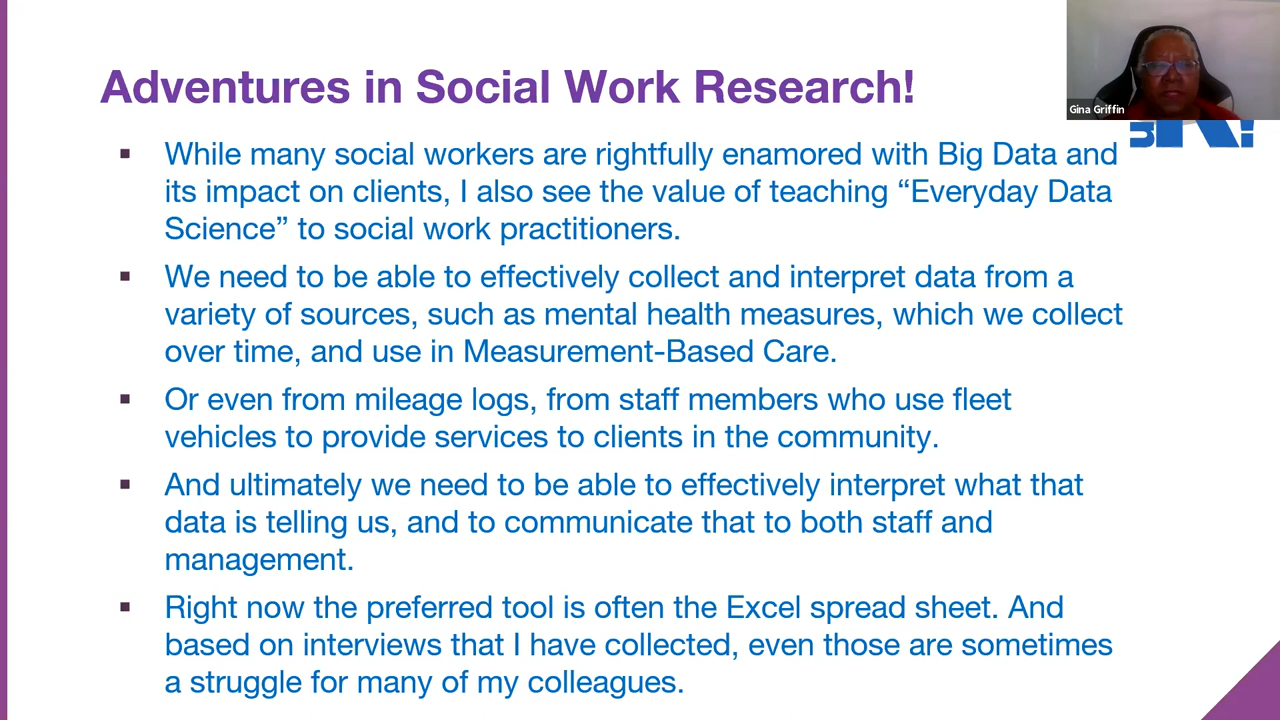 Adventures in Social Work Research!
Gina Griffin
▪ While many social workers are rightfully enamored with Big Data and
its impact on clients, I also see the value of teaching “Everyday Data
Science” to social work practitioners.
▪ We need to be able to effectively collect and interpret data from a
variety of sources, such as mental health measures, which we collect
over time, and use in Measurement-Based Care.
▪ Or even from mileage logs, from staff members who use fleet
vehicles to provide services to clients in the community.
▪ And ultimately we need to be able to effectively interpret what that
data is telling us, and to communicate that to both staff and
management.
▪ Right now the preferred tool is often the Excel spread sheet. And
based on interviews that I have collected, even those are sometimes
a struggle for many of my colleagues.